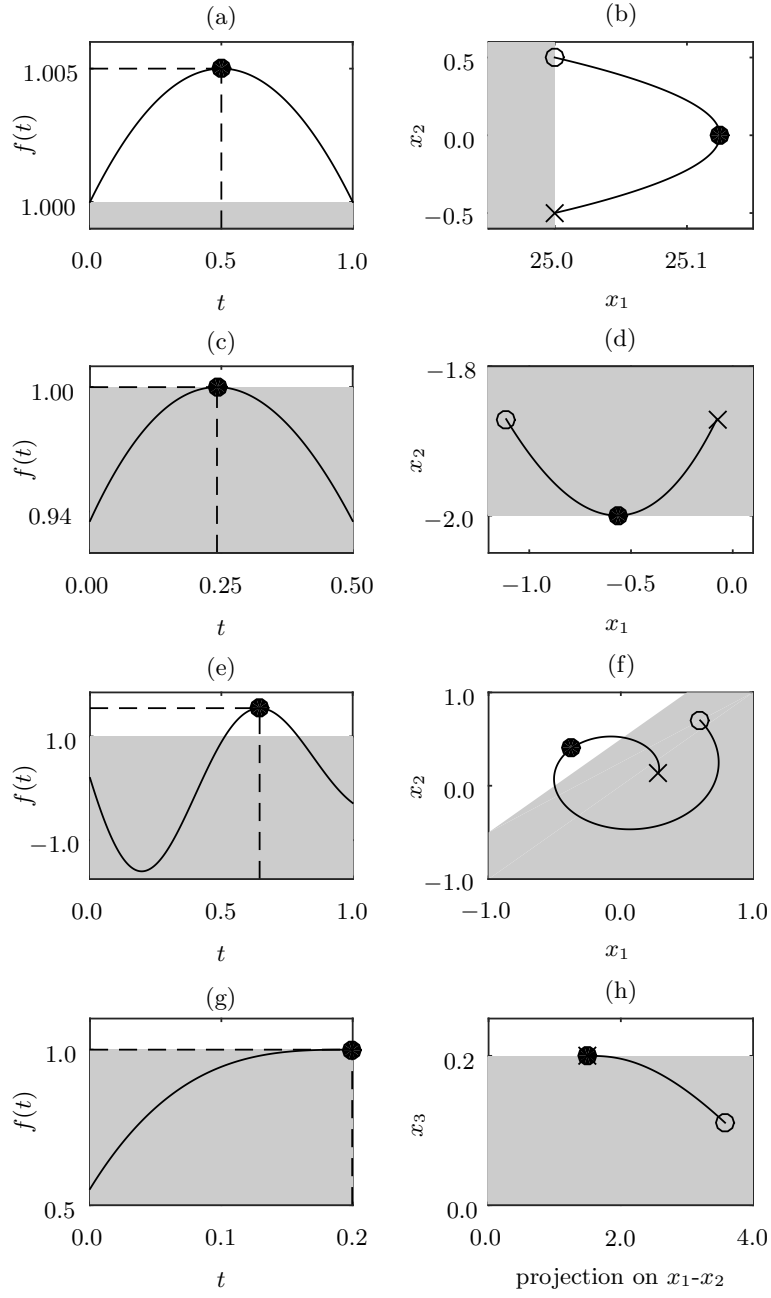 (a)
1.005
1.000
f(t)
0.0
0.5
1.0
t
(b)
0.5
0.0
−0.5
x₂
25.0
25.1
x₁
(c)
1.00
0.94
f(t)
0.00
0.25
0.50
t
(d)
−1.8
−2.0
x₂
−1.0
−0.5
0.0
x₁
(e)
1.0
−1.0
f(t)
0.0
0.5
1.0
t
(f)
1.0
0.0
−1.0
x₂
−1.0
0.0
1.0
x₁
(g)
1.0
0.5
f(t)
0.0
0.1
0.2
t
(h)
0.2
0.0
x₃
0.0
2.0
4.0
projection on x₁-x₂